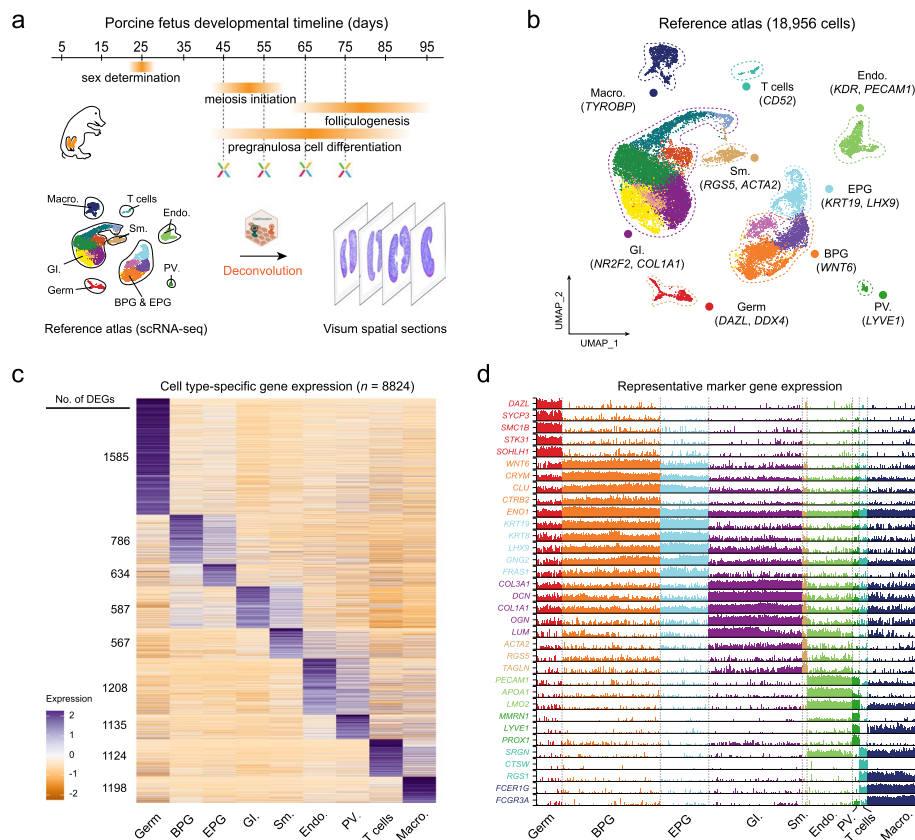 a
Porcine fetus developmental timeline (days)
5 15 25 35 45 55 65 75 85 95
sex determination
meiosis initiation
folliculogenesis
pregranulosa cell differentiation
Macro.
T cells
Endo.
Sm.
Gl.
PV.
Germ
BPG & EPG
Deconvolution
Reference atlas (scRNA-seq)
Visum spatial sections
b
Reference atlas (18,956 cells)
Macro.
(TYROBP)
T cells
(CD52)
Endo.
(KDR, PECAM1)
Sm.
(RGS5, ACTA2)
EPG
(KRT19, LHX9)
Gl.
(NR2F2, COL1A1)
BPG
(WNT6)
Germ
(DAZL, DDX4)
PV.
(LYVE1)
UMAP_2
UMAP_1
c
Cell type-specific gene expression (n = 8824)
No. of DEGs
1585
786
634
587
567
1208
1135
1124
1198
Expression
2
1
0
-1
-2
Germ BPG EPG Gl. Sm. Endo. PV. T cells Macro.
d
Representative marker gene expression
DAZL
SYCP3
SMC1B
STK31
SOHLH1
WNT6
CRYM
CLU
CTRB2
ENO1
KRT19
KRT8
LHX9
GNG2
FRAS1
COL3A1
DCN
COL1A1
OGN
LUM
ACTA2
RGS5
TAGLN
PECAM1
APOA1
LMO2
MMRN1
LYVE1
PROX1
SRGN
CTSW
RGS1
FCER1G
FCGR3A
Germ BPG EPG Gl. Sm. Endo. PV. T cells Macro.